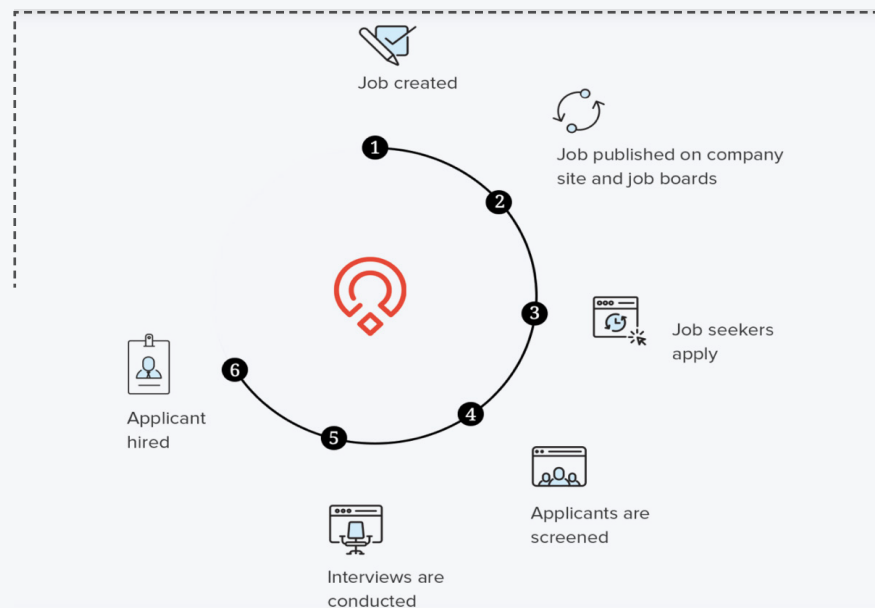 Job created
1
Job published on company
site and job boards
2
3
Job seekers
apply
4
Applicants are
screened
5
Interviews are
conducted
6
Applicant
hired